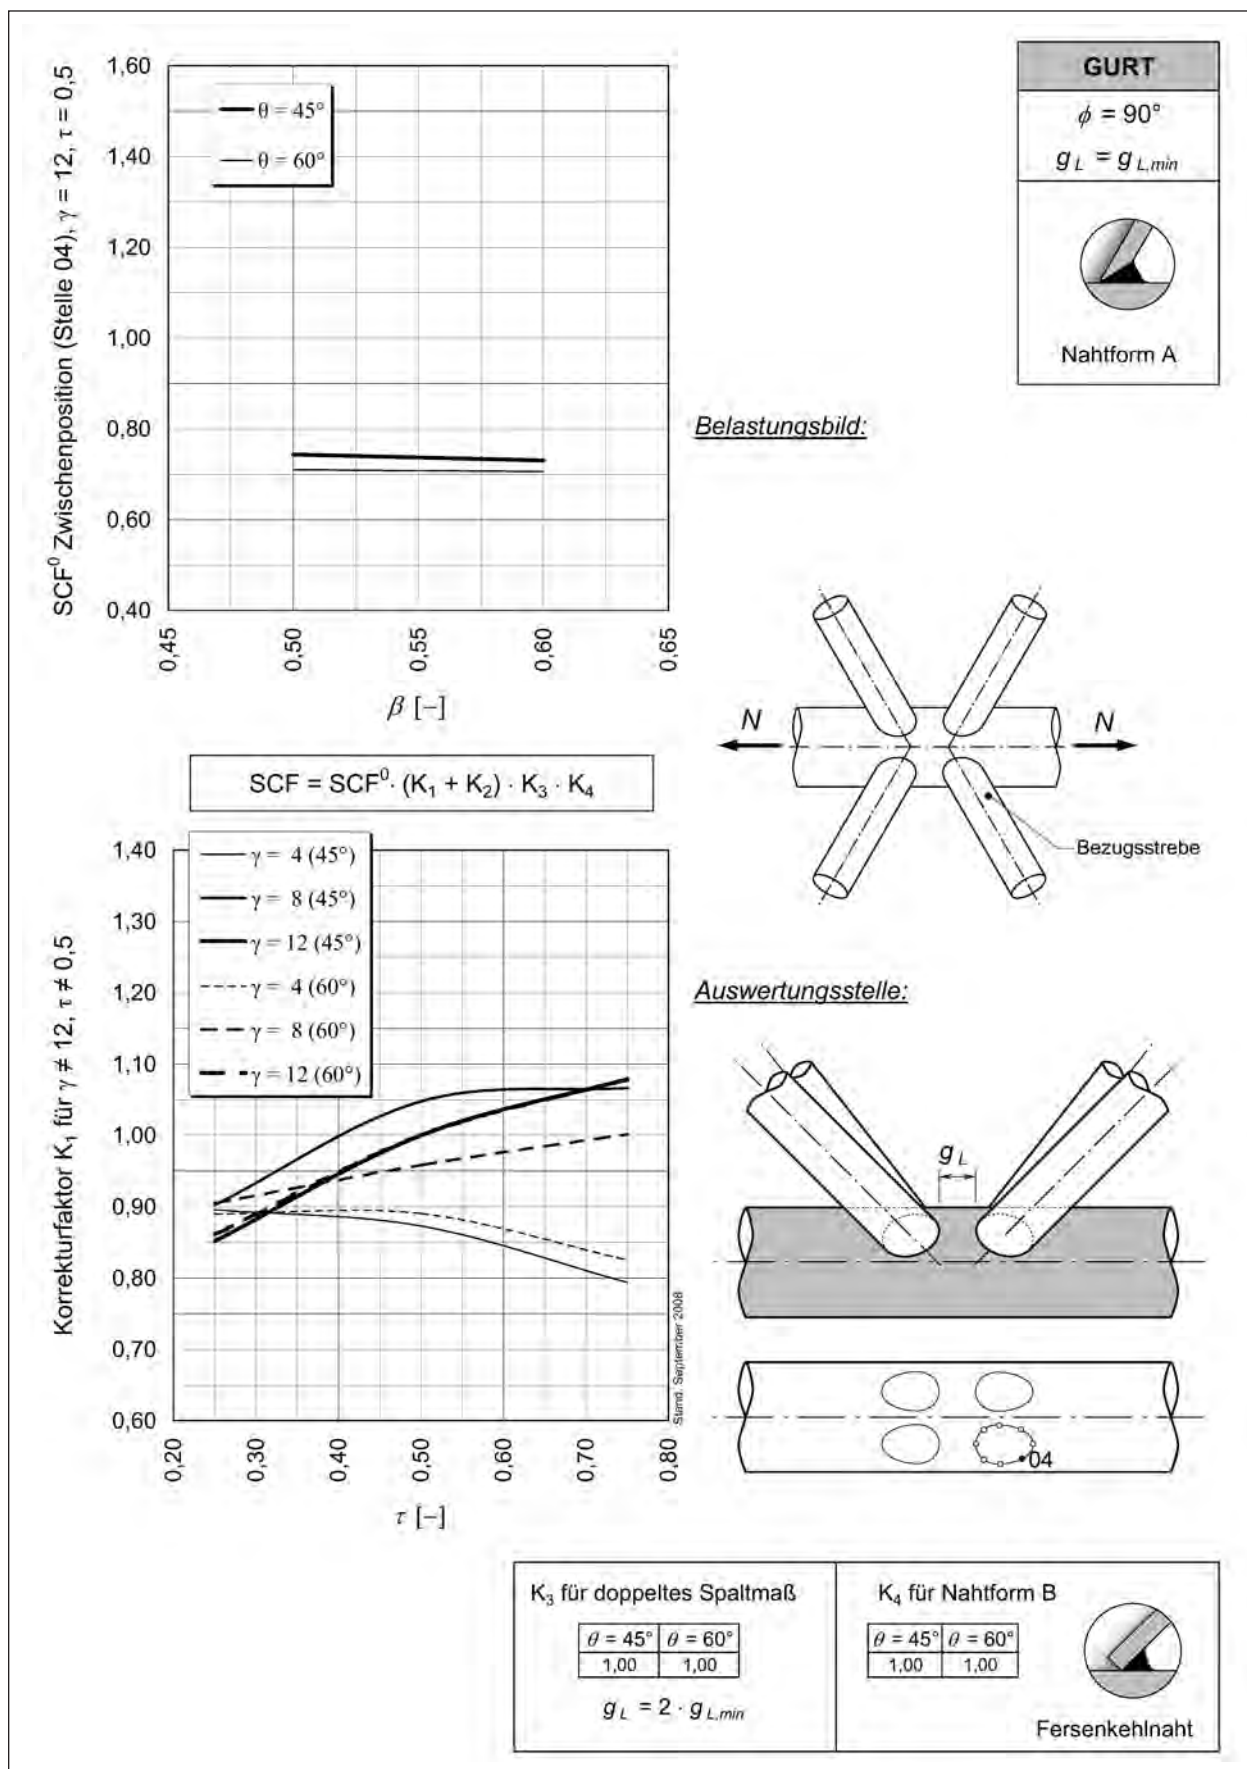 SCF⁰ Zwischenposition (Stelle 04), γ = 12, τ = 0,5
1,60
1,40
1,20
1,00
0,80
0,60
0,40
θ = 45°
θ = 60°
0,45
0,50
0,55
0,60
0,65
β [–]
GURT
ϕ = 90°
g L = g L,min
Nahtform A
Belastungsbild:
N
N
Bezugsstrebe
SCF = SCF⁰ · (K₁ + K₂) · K₃ · K₄
Korrekturfaktor K₁ für γ ≠ 12, τ ≠ 0,5
1,40
1,30
1,20
1,10
1,00
0,90
0,80
0,70
0,60
γ = 4 (45°)
γ = 8 (45°)
γ = 12 (45°)
γ = 4 (60°)
γ = 8 (60°)
γ = 12 (60°)
0,20
0,30
0,40
0,50
0,60
0,70
0,80
τ [–]
Stand: September 2008
Auswertungsstelle:
g L
04
K₃ für doppeltes Spaltmaß
θ = 45° θ = 60°
1,00 1,00
g L = 2 · g L,min
K₄ für Nahtform B
θ = 45° θ = 60°
1,00 1,00
Fersenkehlnaht